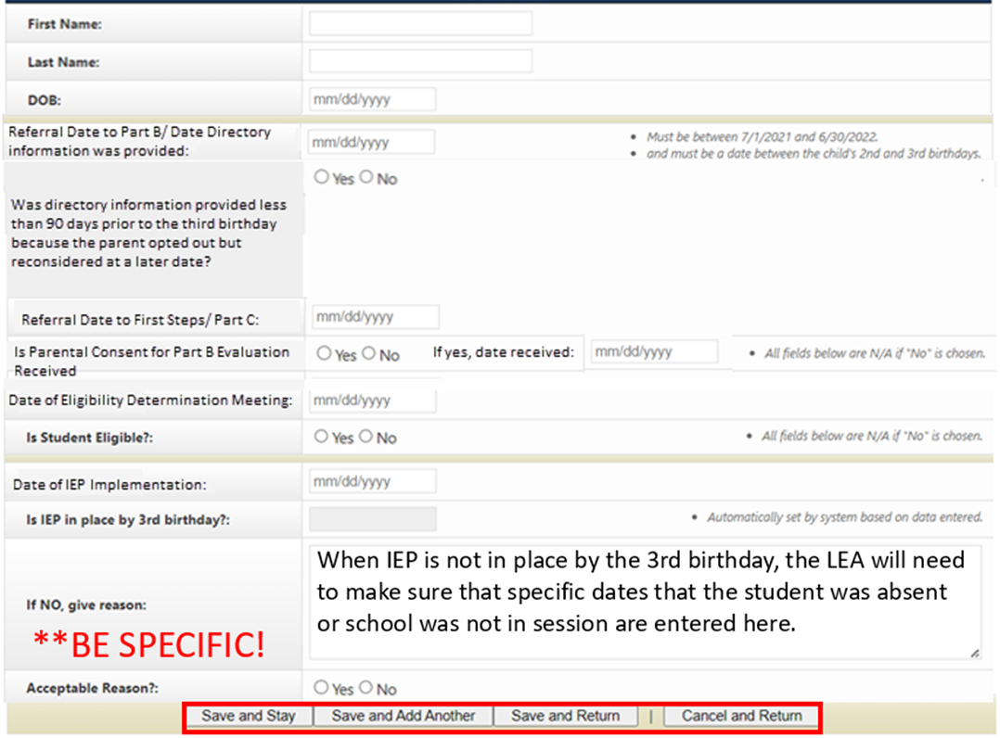 First Name:
Last Name:
DOB:
mm/dd/yyyy
Referral Date to Part B/ Date Directory
information was provided:
mm/dd/yyyy
• Must be between 7/1/2021 and 6/30/2022.
• and must be a date between the child's 2nd and 3rd birthdays.
Yes No
Was directory information provided less
than 90 days prior to the third birthday
because the parent opted out but
reconsidered at a later date?
Referral Date to First Steps/ Part C:
mm/dd/yyyy
Is Parental Consent for Part B Evaluation
Received
Yes No
If yes, date received:
mm/dd/yyyy
• All fields below are N/A if "No" is chosen.
Date of Eligibility Determination Meeting:
mm/dd/yyyy
Is Student Eligible?:
Yes No
• All fields below are N/A if "No" is chosen.
Date of IEP Implementation:
mm/dd/yyyy
Is IEP in place by 3rd birthday?:
• Automatically set by system based on data entered.
If NO, give reason:
**BE SPECIFIC!
When IEP is not in place by the 3rd birthday, the LEA will need
to make sure that specific dates that the student was absent
or school was not in session are entered here.
Acceptable Reason?:
Yes No
Save and Stay Save and Add Another Save and Return | Cancel and Return